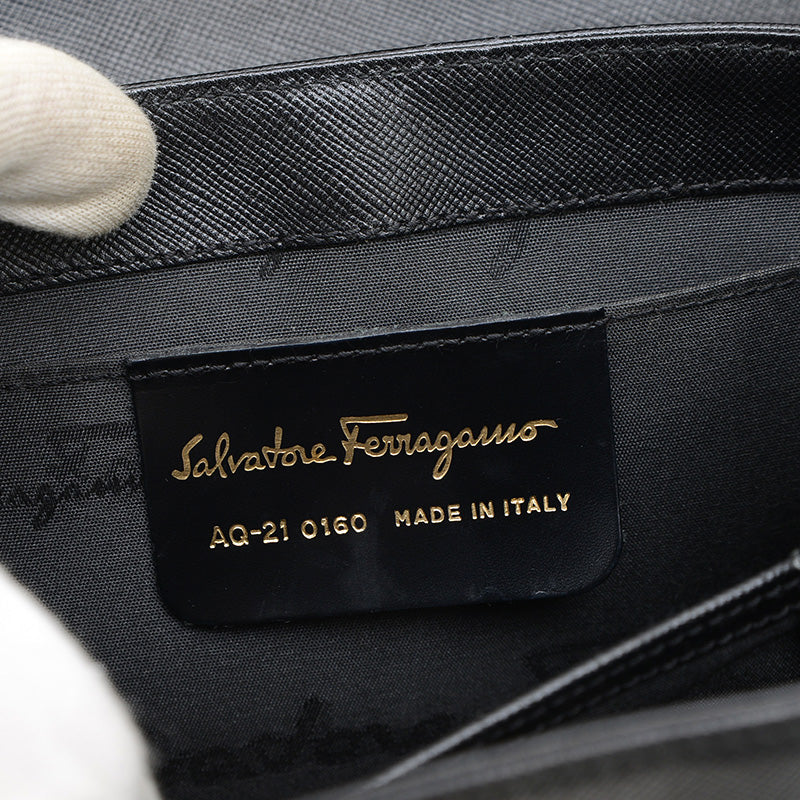 Salvatore Ferragamo
AQ-21 0160 MADE IN ITALY